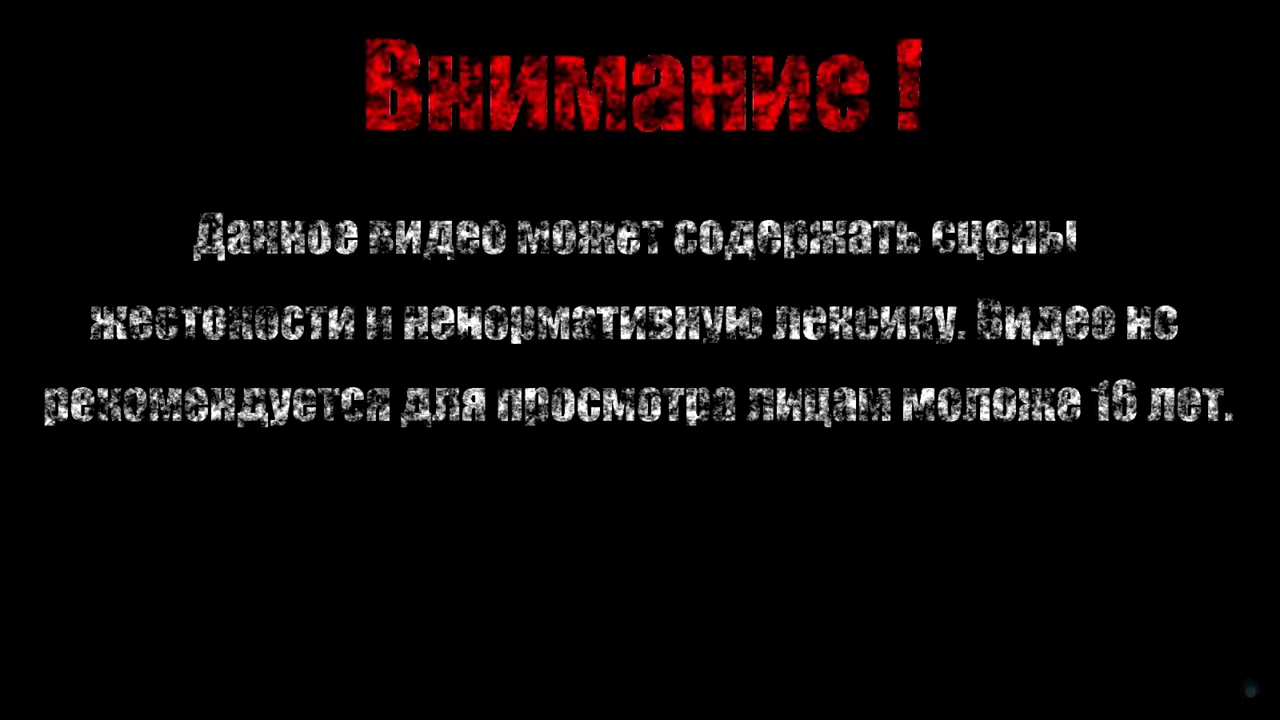 Внимание !
Данное видео может содержать сцены
жестокости и ненормативную лексику. Видео не
рекомендуется для просмотра лицам моложе 16 лет.